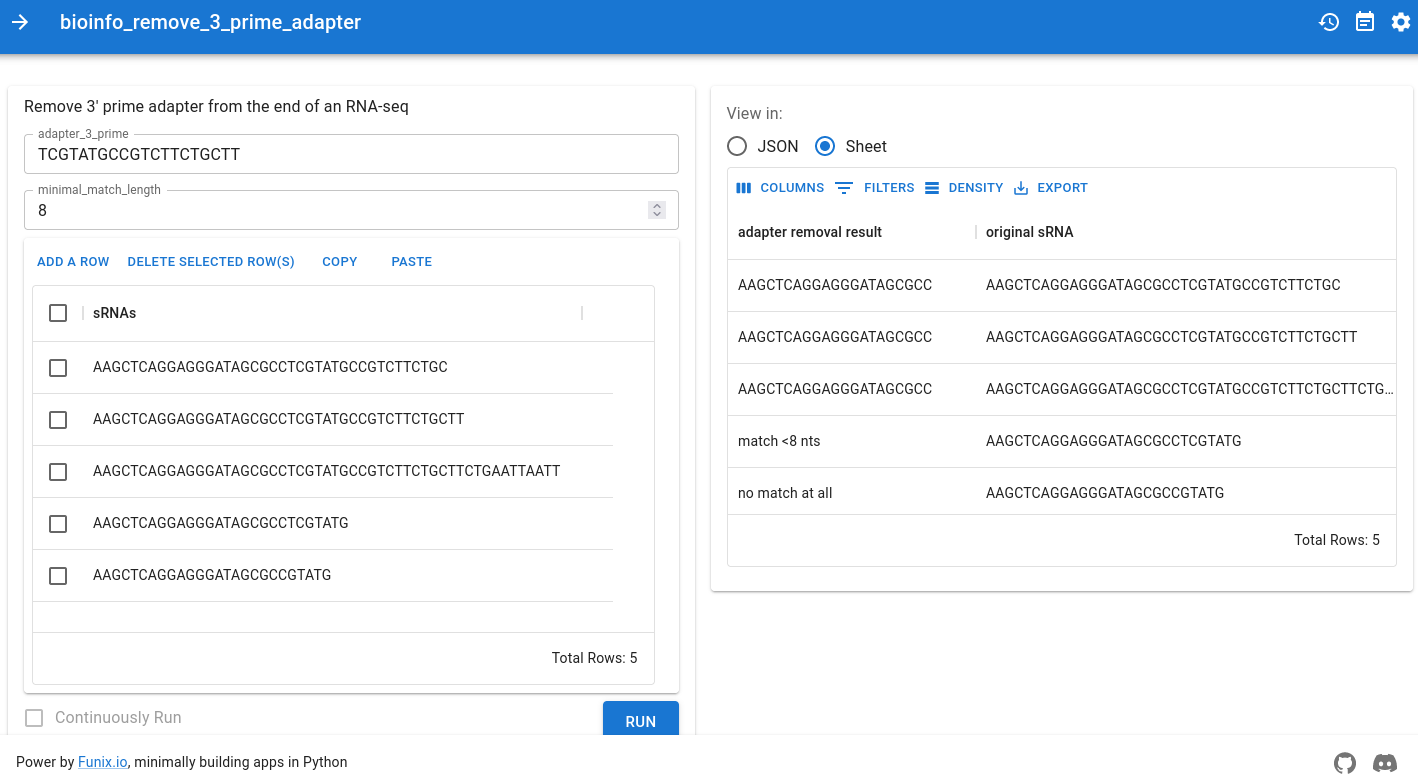 bioinfo_remove_3_prime_adapter
Remove 3' prime adapter from the end of an RNA-seq
adapter_3_prime
TCGTATGCCGTCTTCTGCTT
minimal_match_length
8
ADD A ROW DELETE SELECTED ROW(S) COPY PASTE
sRNAs
AAGCTCAGGAGGGATAGCGCCTCGTATGCCGTCTTCTGC
AAGCTCAGGAGGGATAGCGCCTCGTATGCCGTCTTCTGCTT
AAGCTCAGGAGGGATAGCGCCTCGTATGCCGTCTTCTGCTTCTGAATTAATT
AAGCTCAGGAGGGATAGCGCCTCGTATG
AAGCTCAGGAGGGATAGCGCCGTATG
Total Rows: 5
Continuously Run
RUN
View in:
JSON Sheet
COLUMNS FILTERS DENSITY EXPORT
adapter removal result original sRNA
AAGCTCAGGAGGGATAGCGCC AAGCTCAGGAGGGATAGCGCCTCGTATGCCGTCTTCTGC
AAGCTCAGGAGGGATAGCGCC AAGCTCAGGAGGGATAGCGCCTCGTATGCCGTCTTCTGCTT
AAGCTCAGGAGGGATAGCGCC AAGCTCAGGAGGGATAGCGCCTCGTATGCCGTCTTCTGCTTCTG...
match <8 nts AAGCTCAGGAGGGATAGCGCCTCGTATG
no match at all AAGCTCAGGAGGGATAGCGCCGTATG
Total Rows: 5
Power by Funix.io, minimally building apps in Python